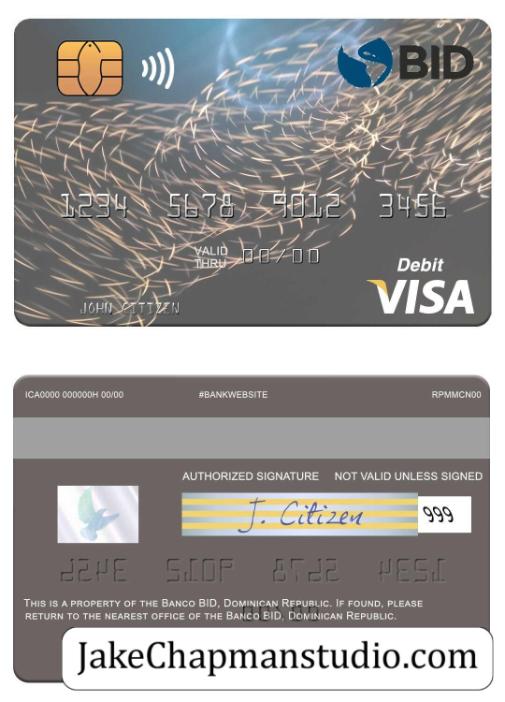 BID
1234 5678 9012 3456
VALID
THRU 00/00
Debit
JOHN CITIZEN
VISA
ICA0000 000000H 00/00 #BANKWEBSITE RPMMCN00
AUTHORIZED SIGNATURE NOT VALID UNLESS SIGNED
J. Citizen 999
THIS IS A PROPERTY OF THE BANCO BID, DOMINICAN REPUBLIC. IF FOUND, PLEASE
RETURN TO THE NEAREST OFFICE OF THE BANCO BID, DOMINICAN REPUBLIC.
JakeChapmanstudio.com